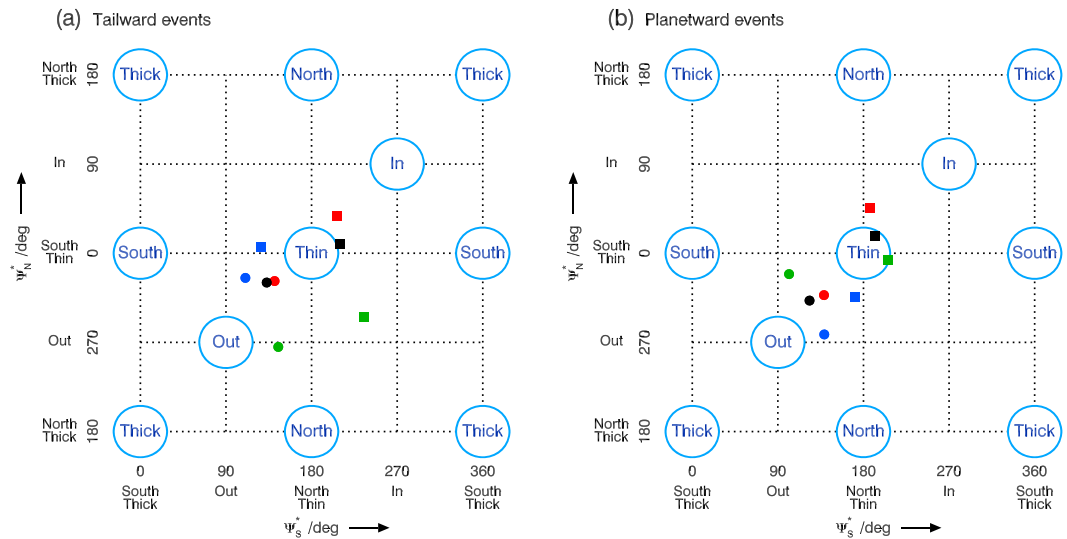 (a) Tailward events
North
Thick
180
Thick
North
Thick
In
90
In
South
Thin
0
South
Thin
South
Out
270
Out
North
Thick
180
Thick
North
Thick
Ψ*N /deg
0
90
180
270
360
South
Thick
Out
North
Thin
In
South
Thick
Ψ*S /deg
(b) Planetward events
North
Thick
180
Thick
North
Thick
In
90
In
South
Thin
0
South
Thin
South
Out
270
Out
North
Thick
180
Thick
North
Thick
Ψ*N /deg
0
90
180
270
360
South
Thick
Out
North
Thin
In
South
Thick
Ψ*S /deg